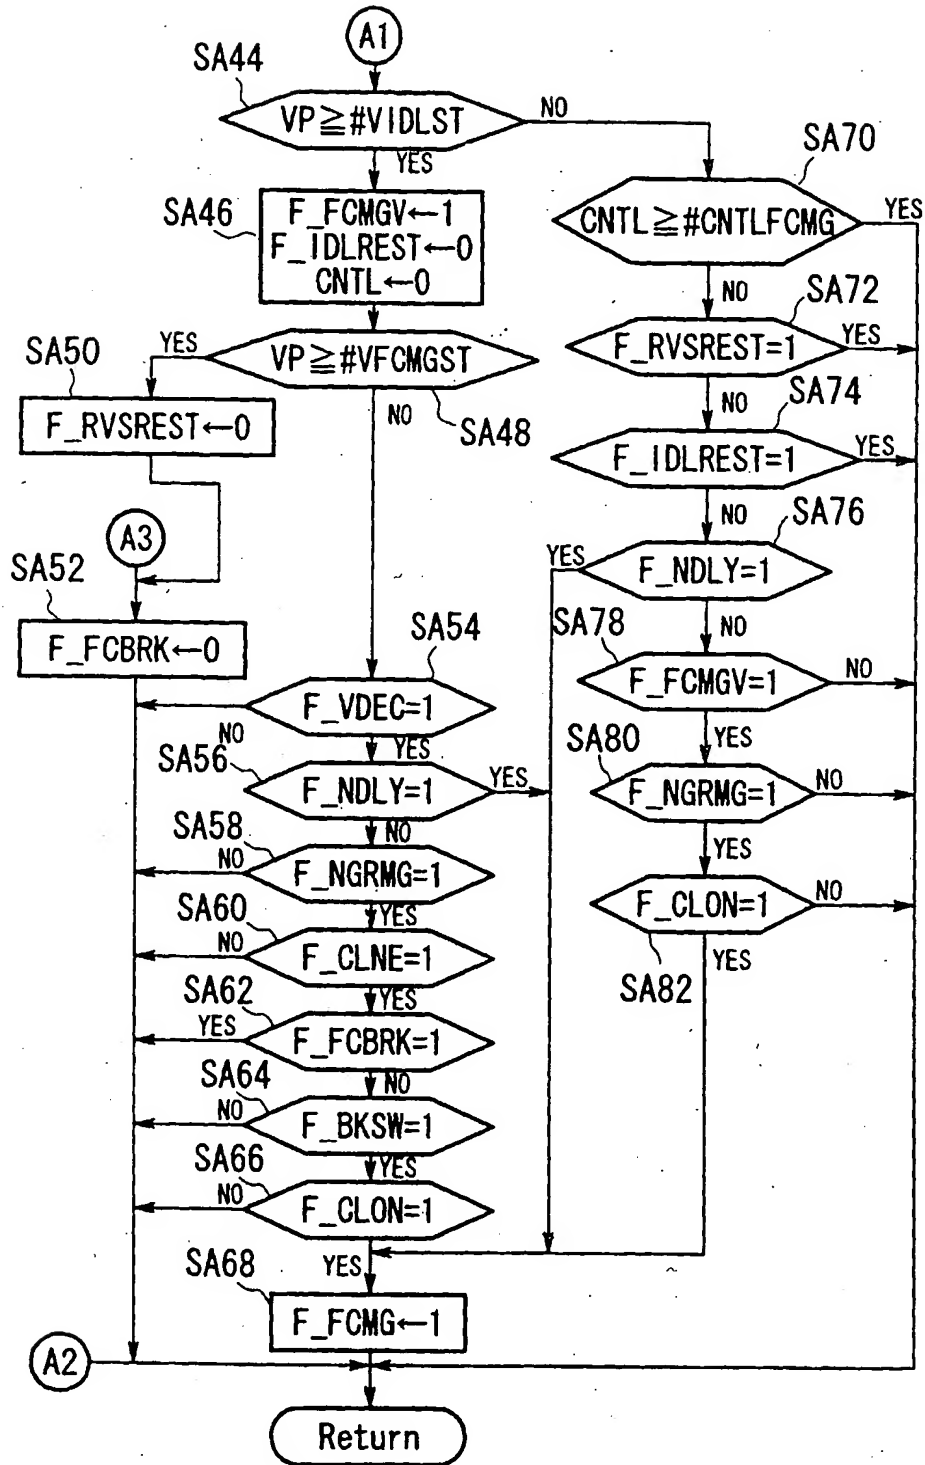 A1
SA44
VP≧#VIDLST
NO
YES
SA46
F_FCMGV←1
F_IDLREST←0
CNTL←0
SA70
CNTL≧#CNTLFCMG
YES
NO
SA50
YES
VP≧#VFCMGST
SA48
NO
F_RVSREST←0
SA72
F_RVSREST=1
YES
NO
SA74
F_IDLREST=1
YES
NO
A3
SA52
F_FCBRK←0
SA76
YES
F_NDLY=1
NO
SA54
F_VDEC=1
NO
YES
SA78
F_FCMGV=1
NO
YES
SA56
F_NDLY=1
YES
NO
SA80
F_NGRMG=1
NO
YES
SA58
NO
F_NGRMG=1
YES
SA60
NO
F_CLNE=1
YES
F_CLON=1
NO
YES
SA82
SA62
YES
F_FCBRK=1
NO
SA64
NO
F_BKSW=1
YES
SA66
NO
F_CLON=1
YES
SA68
F_FCMG←1
A2
Return